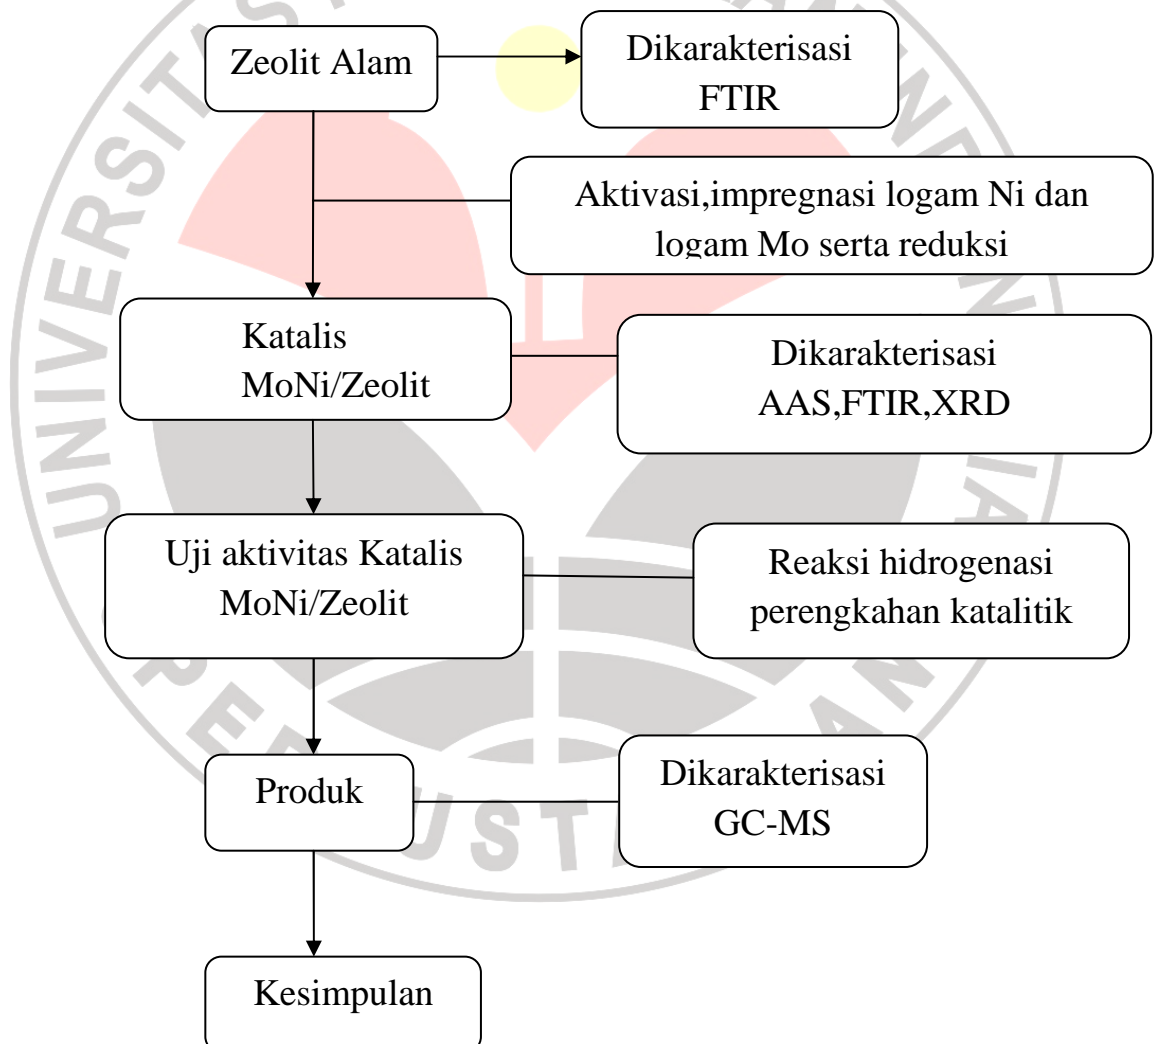 Zeolit Alam
Dikarakterisasi
FTIR
Aktivasi,impregnasi logam Ni dan
logam Mo serta reduksi
Katalis
MoNi/Zeolit
Dikarakterisasi
AAS,FTIR,XRD
Uji aktivitas Katalis
MoNi/Zeolit
Reaksi hidrogenasi
perengkahan katalitik
Produk
Dikarakterisasi
GC-MS
Kesimpulan